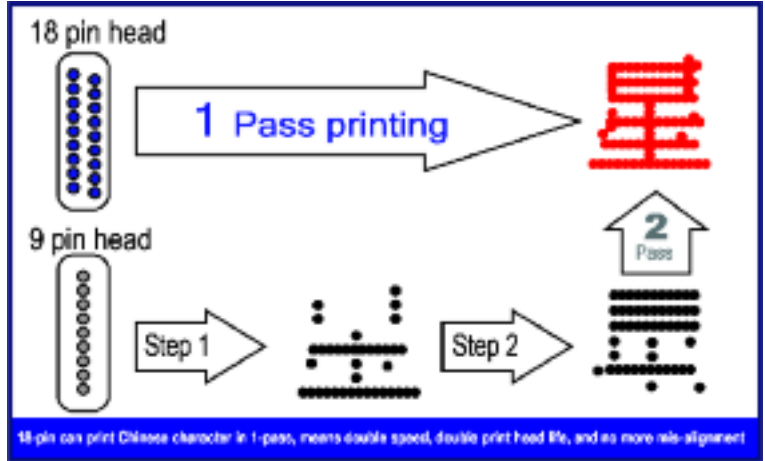 18 pin head
1 Pass printing
星
9 pin head
Step 1
Step 2
2
Pass
18-pin can print Chinese character in 1-pass, means double speed, double print head life, and no more mis-alignment